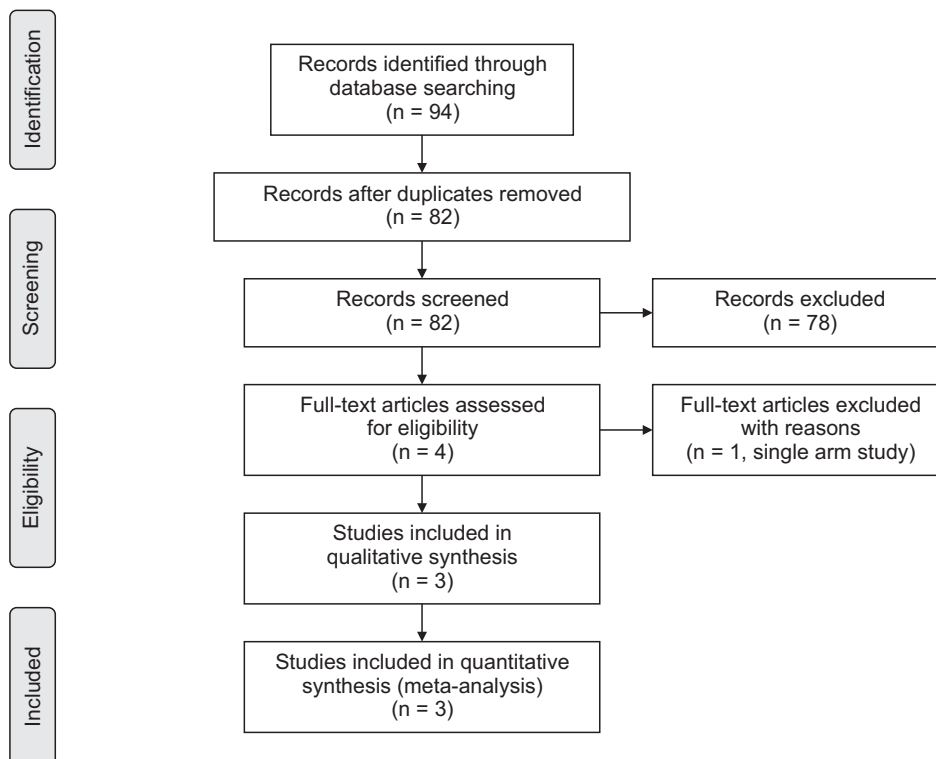 Identification
Records identified through
database searching
(n = 94)
Records after duplicates removed
(n = 82)
Screening
Records screened
(n = 82)
Records excluded
(n = 78)
Eligibility
Full-text articles assessed
for eligibility
(n = 4)
Full-text articles excluded
with reasons
(n = 1, single arm study)
Studies included in
qualitative synthesis
(n = 3)
Included
Studies included in quantitative
synthesis (meta-analysis)
(n = 3)